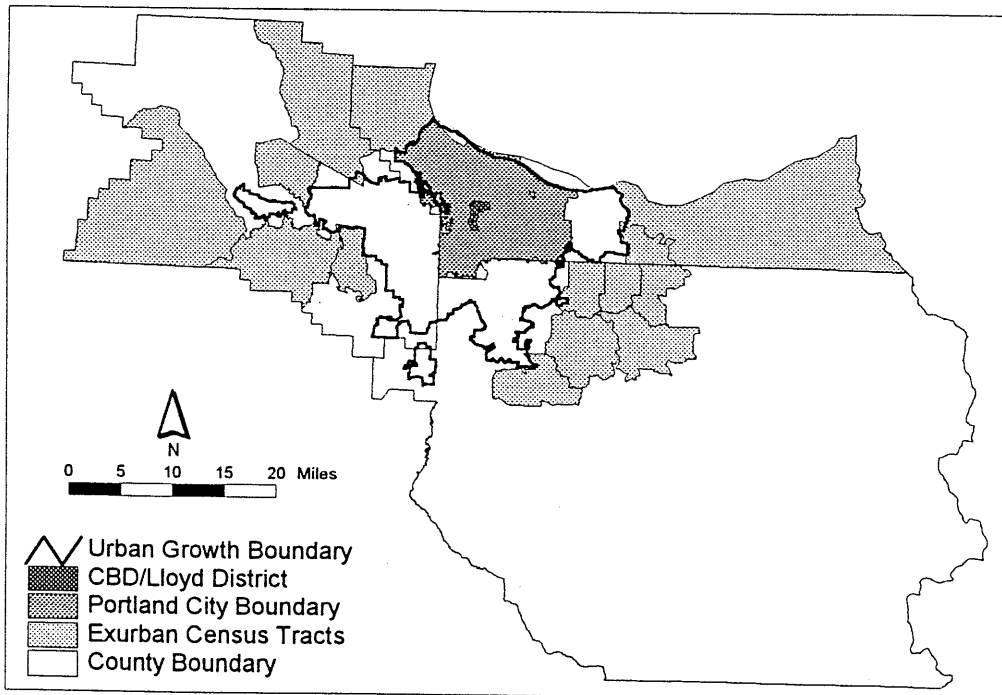 N
0 5 10 15 20 Miles
Urban Growth Boundary
CBD/Lloyd District
Portland City Boundary
Exurban Census Tracts
County Boundary